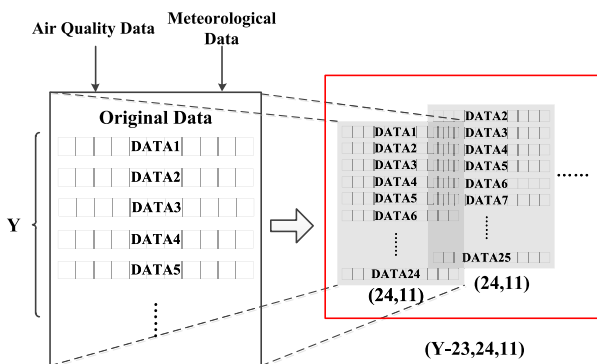 Air Quality Data
Meteorological
Data
Original Data
DATA1
DATA2
DATA3
DATA4
DATA5
Y
DATA1
DATA2
DATA3
DATA4
DATA5
DATA6
DATA24
(24,11)
DATA2
DATA3
DATA4
DATA5
DATA6
DATA7
DATA25
(24,11)
(Y-23,24,11)